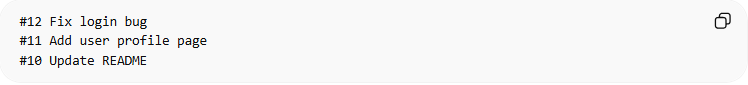 #12 Fix login bug
#11 Add user profile page
#10 Update README